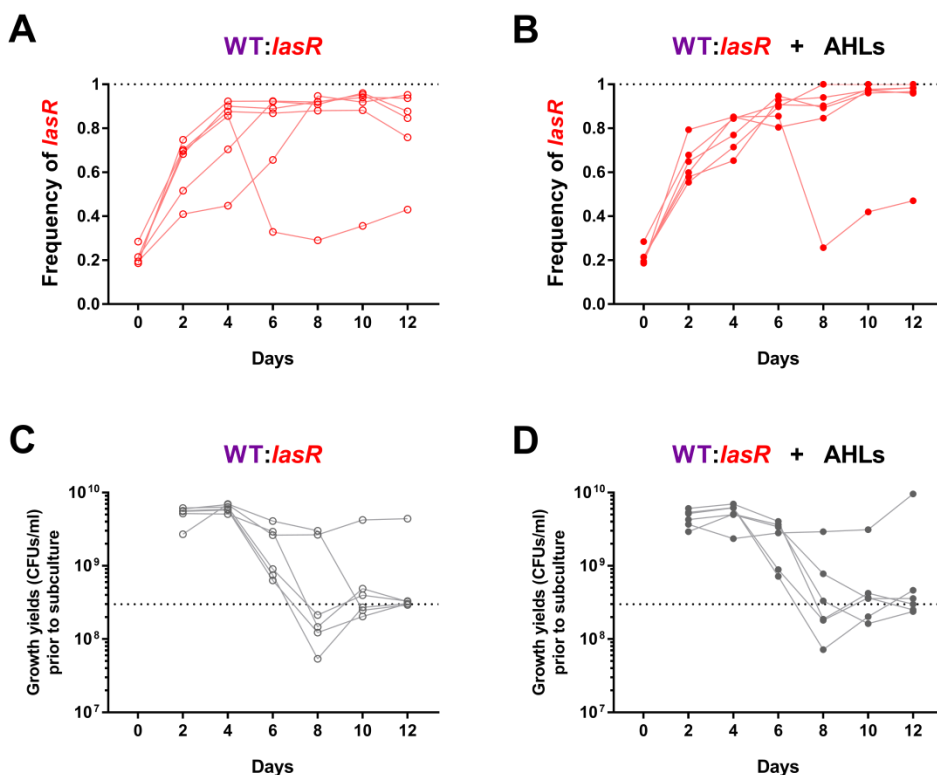 A
WT:lasR
Frequency of lasR
1
0.8
0.6
0.4
0.2
0.0
0 2 4 6 8 10 12
Days
B
WT:lasR + AHLs
Frequency of lasR
1
0.8
0.6
0.4
0.2
0.0
0 2 4 6 8 10 12
Days
C
WT:lasR
Growth yields (CFUs/ml)
prior to subculture
10^10
10^9
10^8
10^7
0 2 4 6 8 10 12
Days
D
WT:lasR + AHLs
Growth yields (CFUs/ml)
prior to subculture
10^10
10^9
10^8
10^7
0 2 4 6 8 10 12
Days